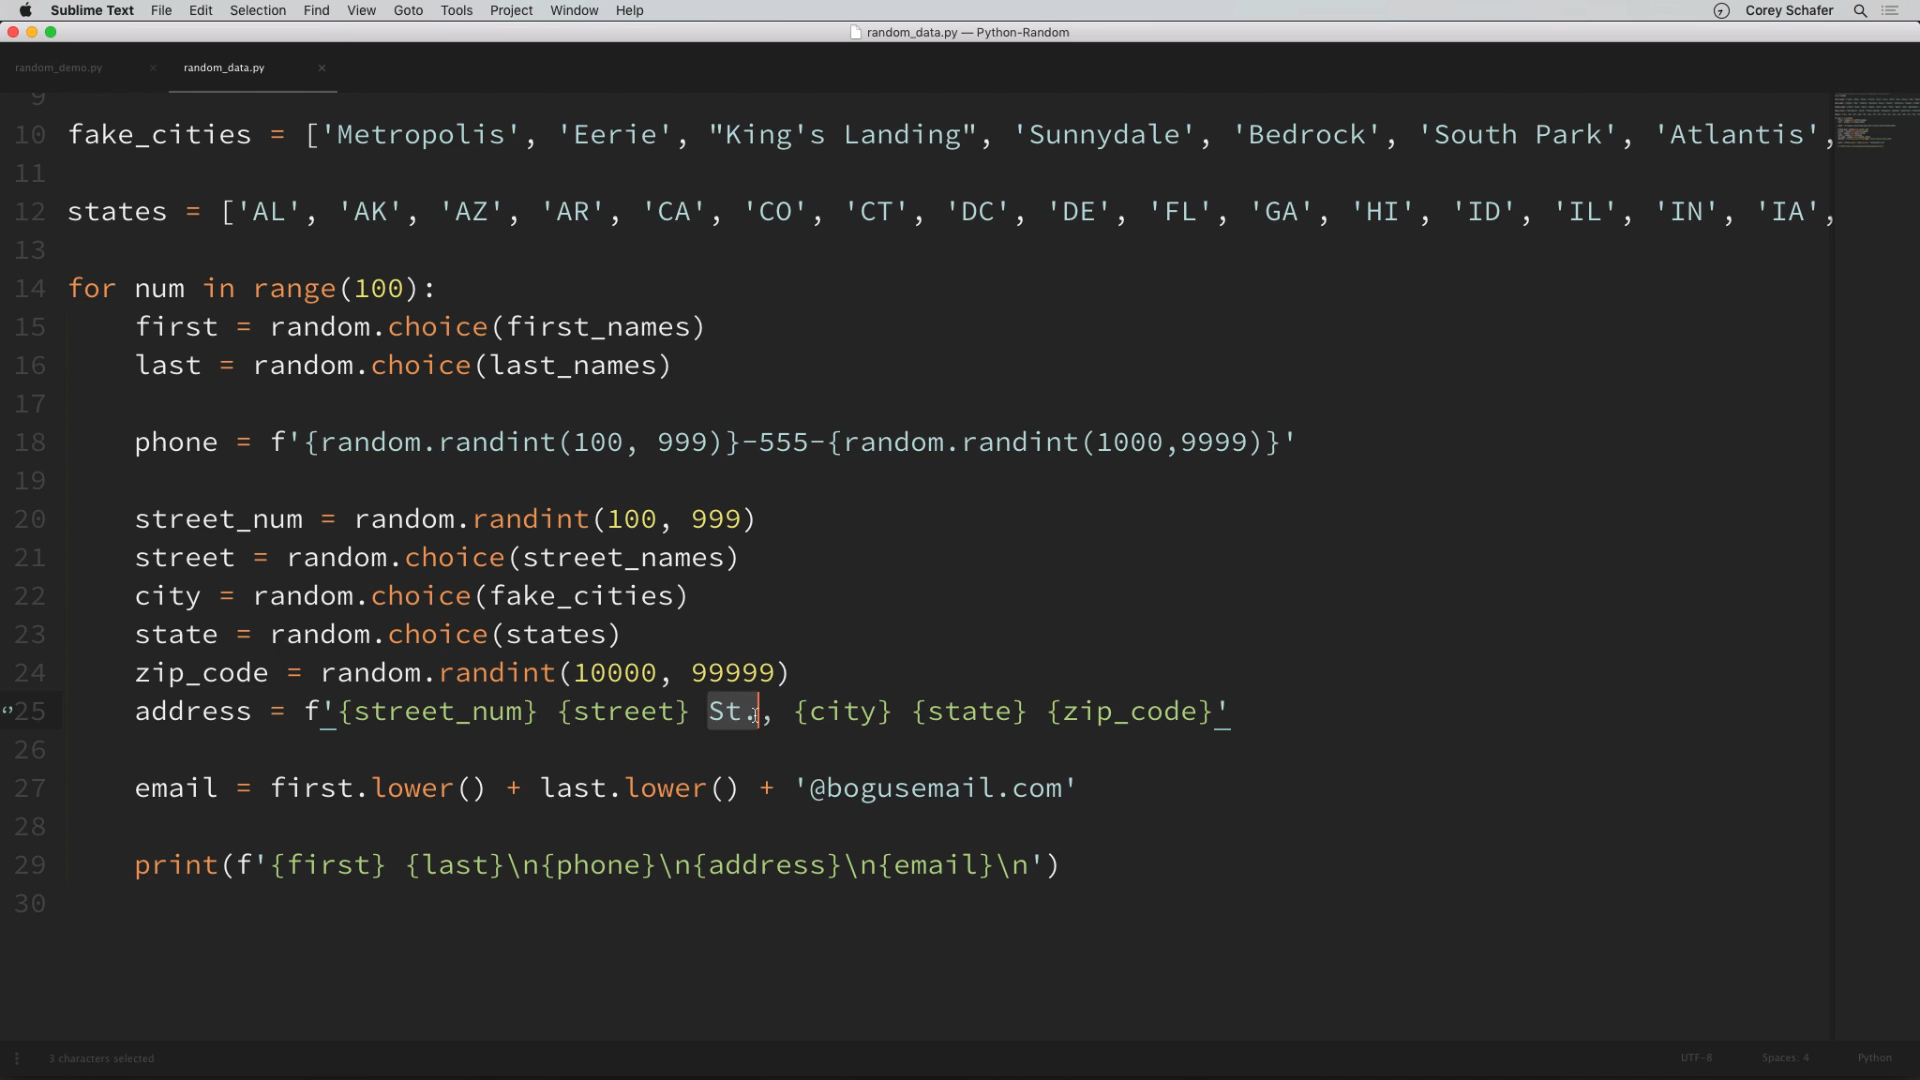 Sublime Text File Edit Selection Find View Goto Tools Project Window Help Corey Schafer
random_data.py — Python-Random
random_demo.py × random_data.py ×
9
10 fake_cities = ['Metropolis', 'Eerie', "King's Landing", 'Sunnydale', 'Bedrock', 'South Park', 'Atlantis',
11
12 states = ['AL', 'AK', 'AZ', 'AR', 'CA', 'CO', 'CT', 'DC', 'DE', 'FL', 'GA', 'HI', 'ID', 'IL', 'IN', 'IA',
13
14 for num in range(100):
15     first = random.choice(first_names)
16     last = random.choice(last_names)
17
18     phone = f'{random.randint(100, 999)}-555-{random.randint(1000,9999)}'
19
20     street_num = random.randint(100, 999)
21     street = random.choice(street_names)
22     city = random.choice(fake_cities)
23     state = random.choice(states)
24     zip_code = random.randint(10000, 99999)
25     address = f'{street_num} {street} St., {city} {state} {zip_code}'
26
27     email = first.lower() + last.lower() + '@bogusemail.com'
28
29     print(f'{first} {last}\n{phone}\n{address}\n{email}\n')
30
3 characters selected UTF-8 Spaces: 4 Python